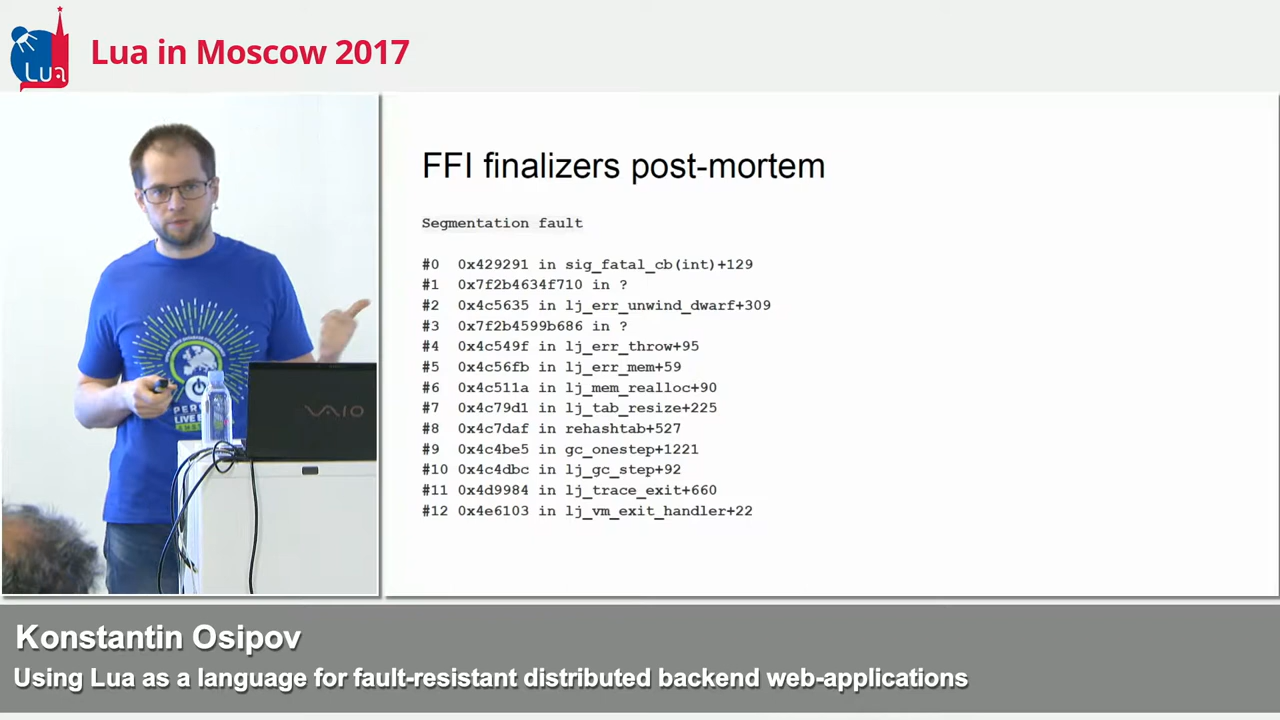 Lua in Moscow 2017
Lua
FFI finalizers post-mortem
Segmentation fault
#0 0x429291 in sig_fatal_cb(int)+129
#1 0x7f2b4634f710 in ?
#2 0x4c5635 in lj_err_unwind_dwarf+309
#3 0x7f2b4599b686 in ?
#4 0x4c549f in lj_err_throw+95
#5 0x4c56fb in lj_err_mem+59
#6 0x4c511a in lj_mem_realloc+90
#7 0x4c79d1 in lj_tab_resize+225
#8 0x4c7daf in rehashtab+527
#9 0x4c4be5 in gc_onestep+1221
#10 0x4c4dbc in lj_gc_step+92
#11 0x4d9984 in lj_trace_exit+660
#12 0x4e6103 in lj_vm_exit_handler+22
VAIO
Konstantin Osipov
Using Lua as a language for fault-resistant distributed backend web-applications